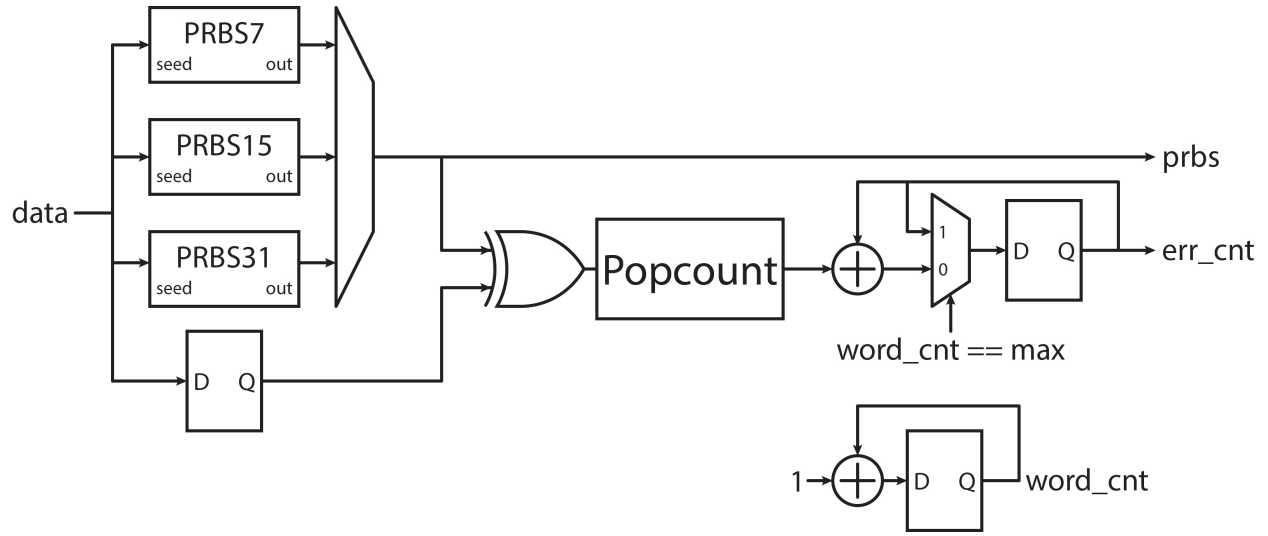 PRBS7
seed out
PRBS15
seed out
prbs
data
PRBS31
seed out
Popcount
1
0
D Q
err_cnt
word_cnt == max
D Q
1
D Q
word_cnt